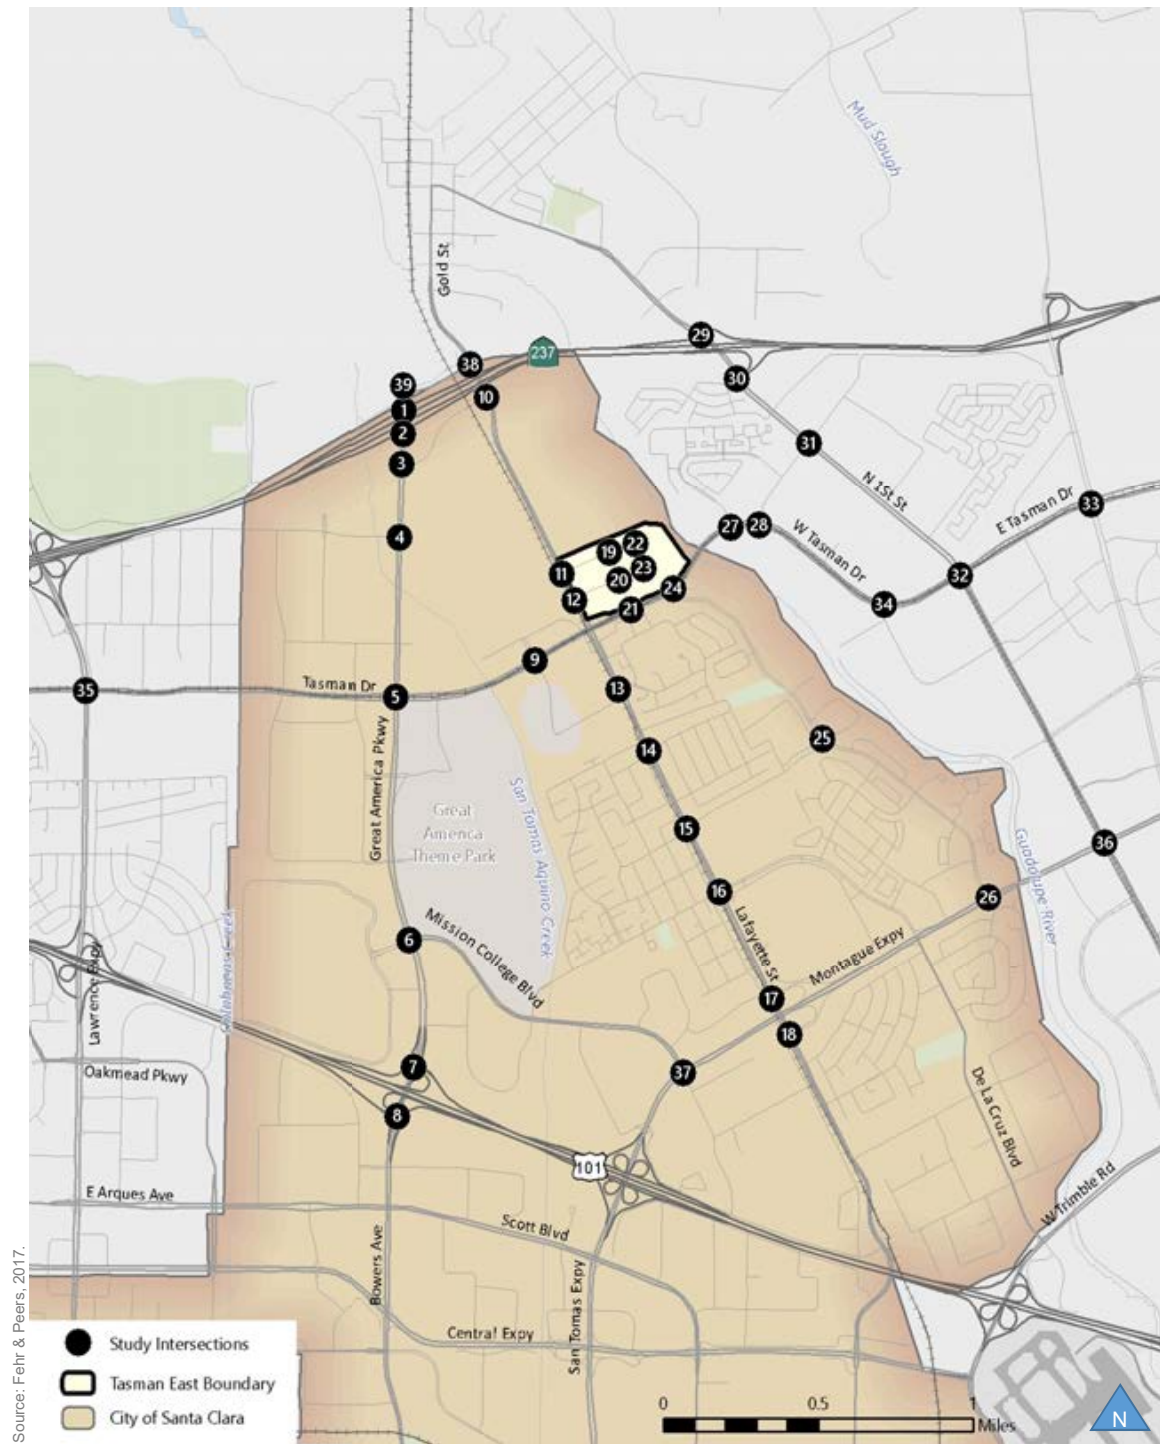 Mud Slough
Gold St
29
237
38
30
39
10
1
2
31
3
N 1St St
33
E Tasman Dr
27
28
4
22
19
W Tasman Dr
23
11
32
20
24
12
34
21
9
Tasman Dr
35
5
13
25
14
Great America Pkwy
San Tomas Aquino Creek
Great
America
Theme Park
15
36
16
26
Guadalupe River
Lafayette St
Mission College Blvd
6
Montague Expy
Lawrence Expy
Calabazas Creek
17
18
7
37
Oakmead Pkwy
De La Cruz Blvd
8
101
E Arques Ave
W Trimble Rd
Scott Blvd
Bowers Ave
San Tomas Expy
Central Expy
Source: Fehr & Peers, 2017.
Study Intersections
Tasman East Boundary
City of Santa Clara
0 0.5 1
Miles
N